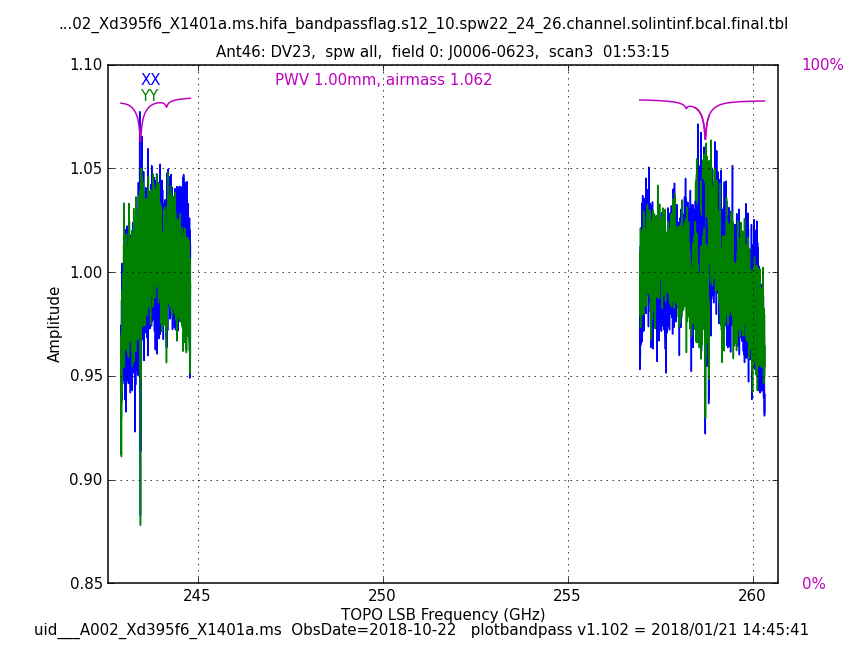 ...02_Xd395f6_X1401a.ms.hifa_bandpassflag.s12_10.spw22_24_26.channel.solintinf.bcal.final.tbl
Ant46: DV23,  spw all,  field 0: J0006-0623,  scan3  01:53:15
1.10
XX
PWV 1.00mm, airmass 1.062
100%
YY
1.05
1.00
Amplitude
0.95
0.90
0.85
0%
245
250
255
260
TOPO LSB Frequency (GHz)
uid___A002_Xd395f6_X1401a.ms  ObsDate=2018-10-22   plotbandpass v1.102 = 2018/01/21 14:45:41